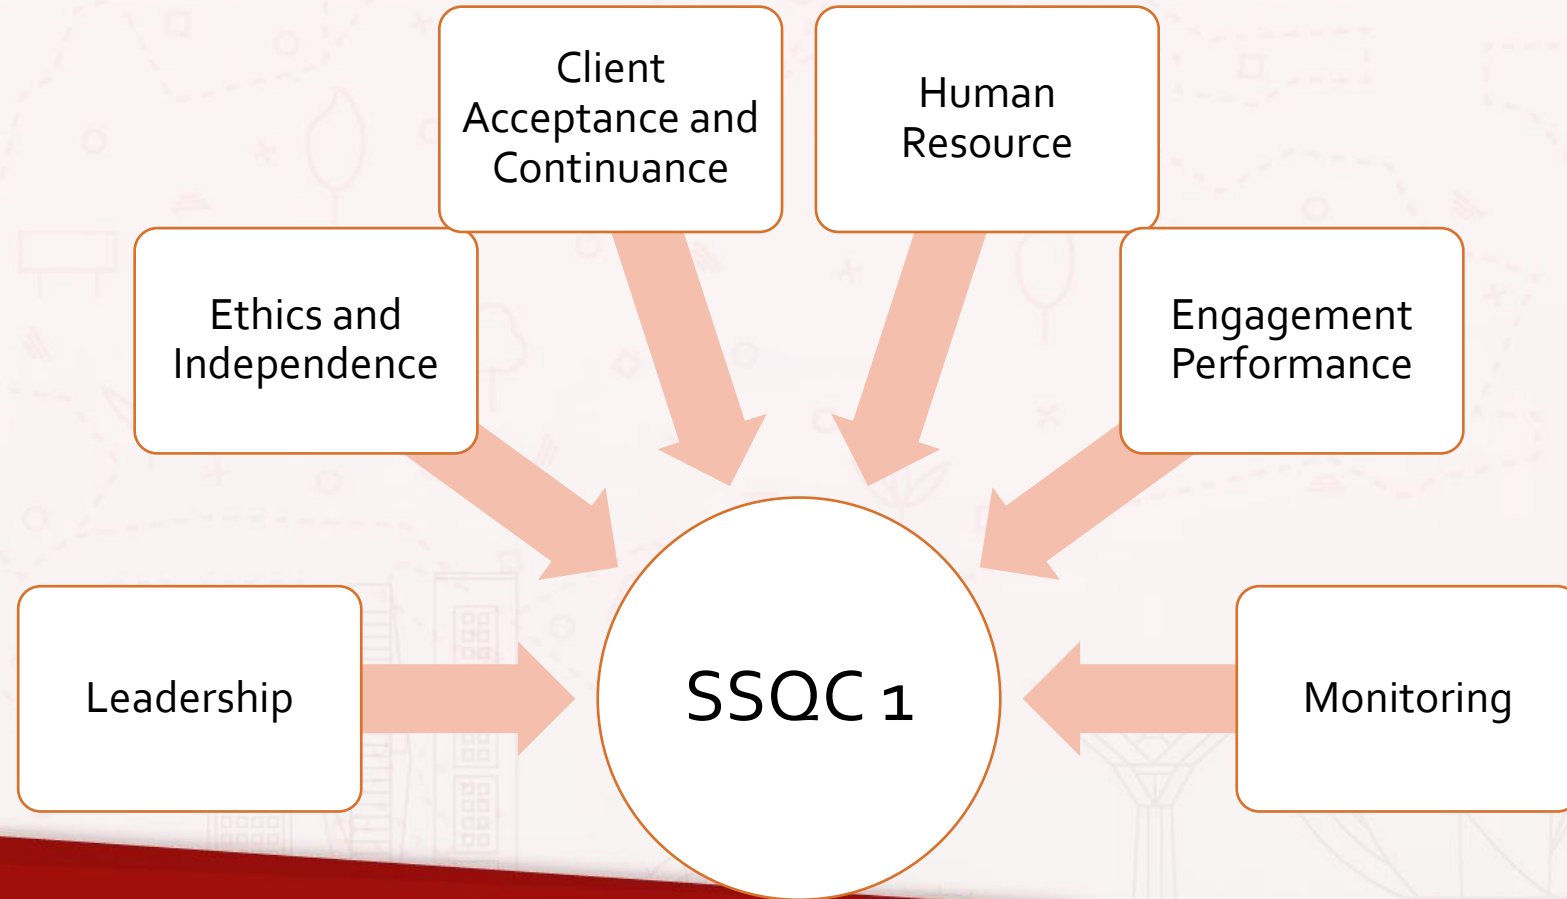 Client
Acceptance and
Continuance
Human
Resource
Ethics and
Independence
Engagement
Performance
Leadership
SSQC 1
Monitoring